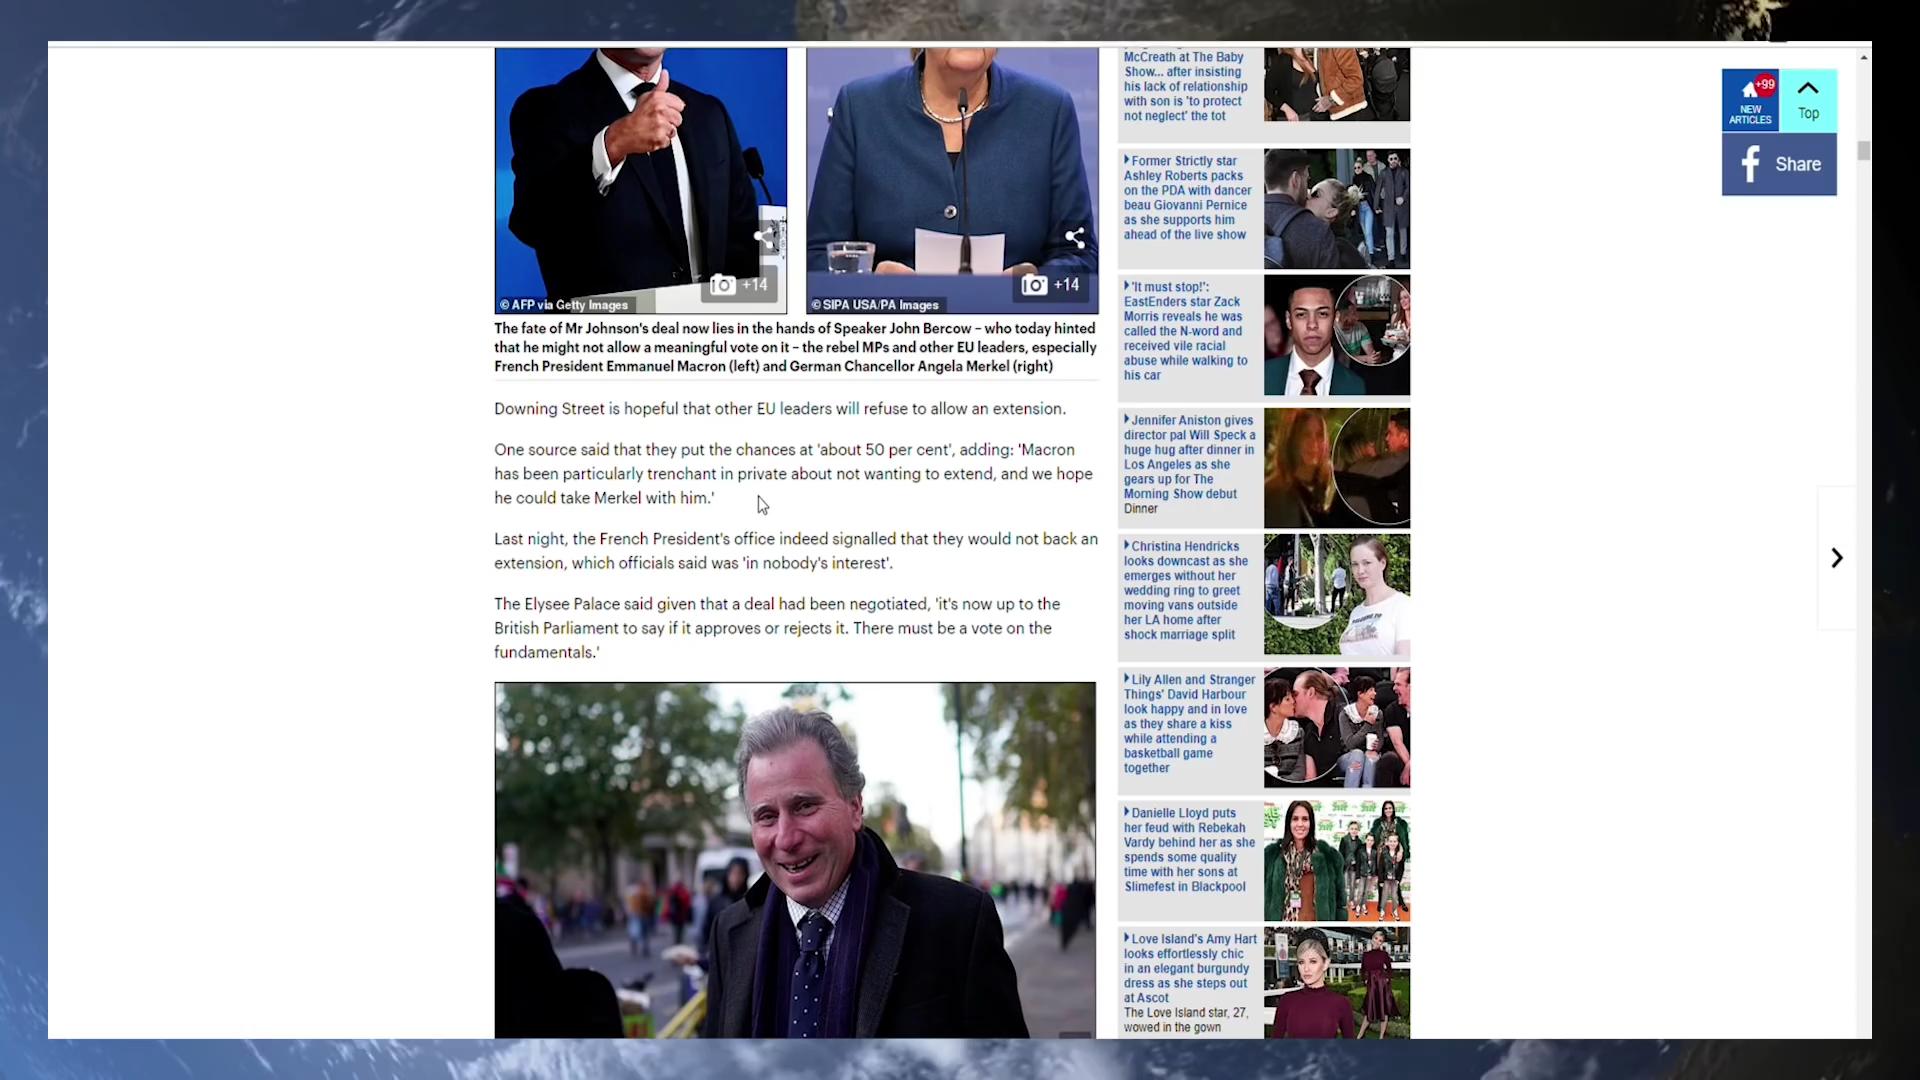 +14
© AFP via Getty Images
+14
© SIPA USA/PA Images
The fate of Mr Johnson's deal now lies in the hands of Speaker John Bercow – who today hinted
that he might not allow a meaningful vote on it – the rebel MPs and other EU leaders, especially
French President Emmanuel Macron (left) and German Chancellor Angela Merkel (right)
Downing Street is hopeful that other EU leaders will refuse to allow an extension.
One source said that they put the chances at 'about 50 per cent', adding: 'Macron
has been particularly trenchant in private about not wanting to extend, and we hope
he could take Merkel with him.'
Last night, the French President's office indeed signalled that they would not back an
extension, which officials said was 'in nobody's interest'.
The Elysee Palace said given that a deal had been negotiated, 'it's now up to the
British Parliament to say if it approves or rejects it. There must be a vote on the
fundamentals.'
McCreath at The Baby
Show... after insisting
his lack of relationship
with son is 'to protect
not neglect' the tot
Former Strictly star
Ashley Roberts packs
on the PDA with dancer
beau Giovanni Pernice
as she supports him
ahead of the live show
'It must stop!':
EastEnders star Zack
Morris reveals he was
called the N-word and
received vile racial
abuse while walking to
his car
Jennifer Aniston gives
director pal Will Speck a
huge hug after dinner in
Los Angeles as she
gears up for The
Morning Show debut
Dinner
Christina Hendricks
looks downcast as she
emerges without her
wedding ring to greet
moving vans outside
her LA home after
shock marriage split
Lily Allen and Stranger
Things' David Harbour
look happy and in love
as they share a kiss
while attending a
basketball game
together
Danielle Lloyd puts
her feud with Rebekah
Vardy behind her as she
spends some quality
time with her sons at
Slimefest in Blackpool
Love Island's Amy Hart
looks effortlessly chic
in an elegant burgundy
dress as she steps out
at Ascot
The Love Island star, 27,
wowed in the gown
+99
NEW
ARTICLES
Top
f Share